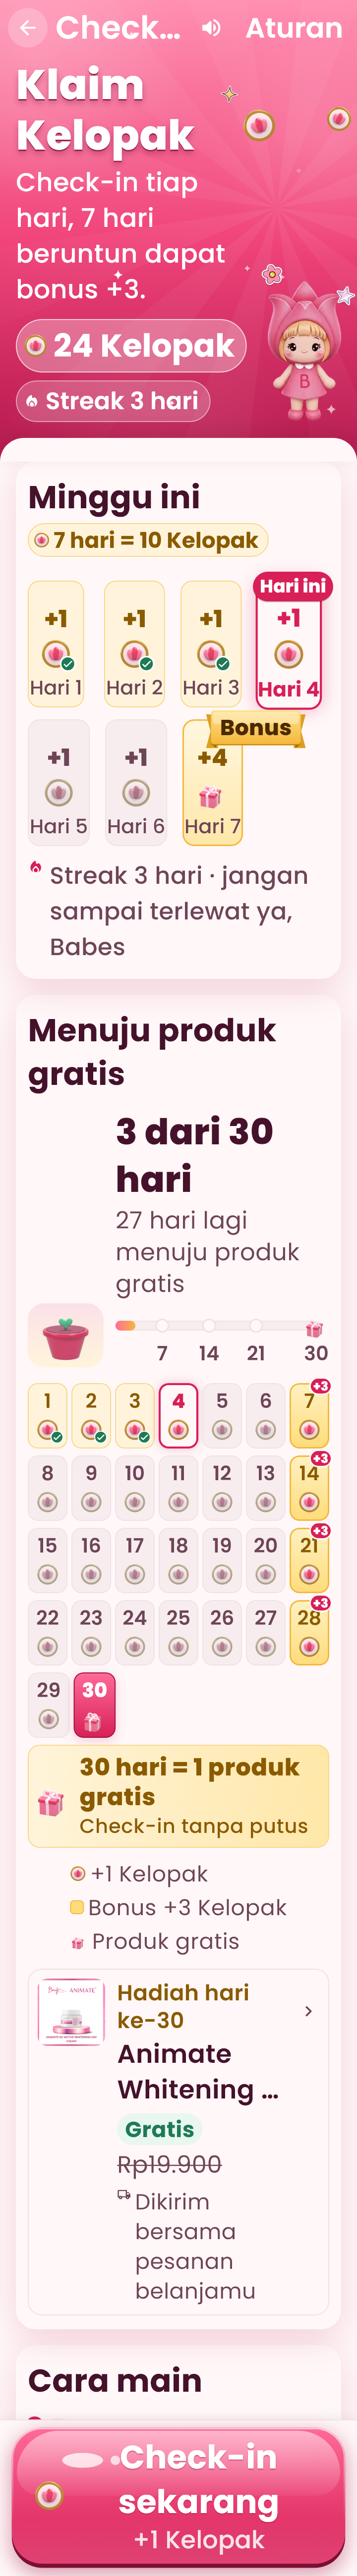 Check...
Aturan
Klaim
Kelopak
Check-in tiap
hari, 7 hari
beruntun dapat
bonus +3.
24 Kelopak
Streak 3 hari
B
Minggu ini
7 hari = 10 Kelopak
Hari ini
+1
+1
+1
+1
Hari 1
Hari 2
Hari 3
Hari 4
Bonus
+1
+1
+4
Hari 5
Hari 6
Hari 7
Streak 3 hari · jangan
sampai terlewat ya,
Babes
Menuju produk
gratis
3 dari 30
hari
27 hari lagi
menuju produk
gratis
7 14 21 30
+3
1 2 3 4 5 6 7
+3
8 9 10 11 12 13 14
+3
15 16 17 18 19 20 21
+3
22 23 24 25 26 27 28
29 30
30 hari = 1 produk
gratis
Check-in tanpa putus
+1 Kelopak
Bonus +3 Kelopak
Produk gratis
ANIMATE
Hadiah hari
ke-30
Animate
Whitening ...
Gratis
Rp19.900
Dikirim
bersama
pesanan
belanjamu
Cara main
Check-in
sekarang
+1 Kelopak